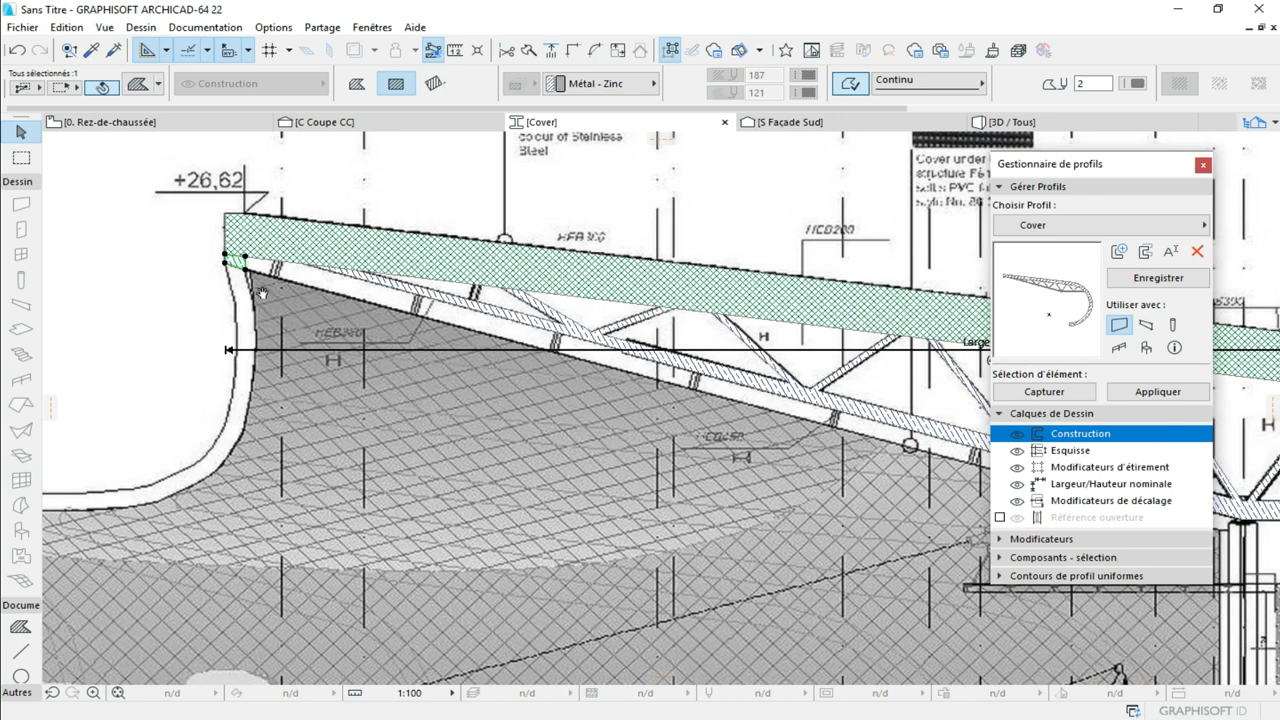 Sans Titre - GRAPHISOFT ARCHICAD-64 22
Fichier Edition Vue Dessin Options Documentation Partage Fenêtres Aide
Tous sélectionnés : 1
Construction
Métal - Zinc
187
121
Continu
2
[0. Rez-de-chaussée]
[C Coupe CC]
[Cover]
[S Façade Sud]
[3D / Tous]
Dessin
Docume
Autres
colour of Stainless
Steel
+26,62
HEB300
HEB200
Cover under
structure
H
H
H
H
Large
Gestionnaire de profils
Gérer Profils
Choisir Profil :
Cover
Enregistrer
Utiliser avec :
Sélection d'élément :
Capturer
Appliquer
Calques de Dessin
Construction
Esquisse
Modificateurs d'étirement
Largeur/Hauteur nominale
Modificateurs de décalage
Référence ouverture
Modificateurs
Composants - sélection
Contours de profil uniformes
n/d
n/d
1:100
n/d
n/d
n/d
n/d
n/d
n/d
n/d
GRAPHISOFT ID